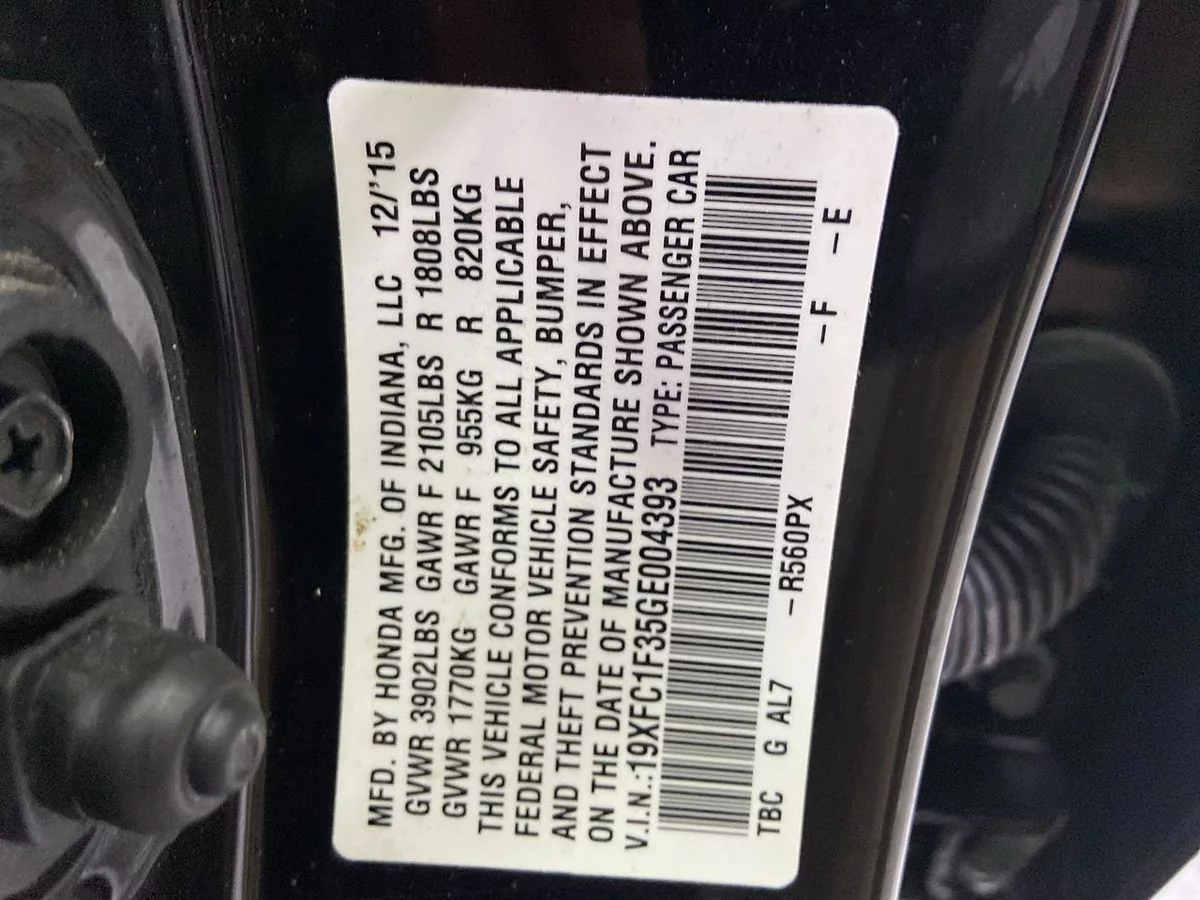 MFD. BY HONDA MFG. OF INDIANA, LLC 12/'15
GVWR 3902LBS GAWR F 2105LBS R 1808LBS
GVWR 1770KG GAWR F 955KG R 820KG
THIS VEHICLE CONFORMS TO ALL APPLICABLE
FEDERAL MOTOR VEHICLE SAFETY, BUMPER,
AND THEFT PREVENTION STANDARDS IN EFFECT
ON THE DATE OF MANUFACTURE SHOWN ABOVE.
V.I.N.:19XFC1F35GE004393 TYPE: PASSENGER CAR
TBC G AL7 –R560PX –F –E